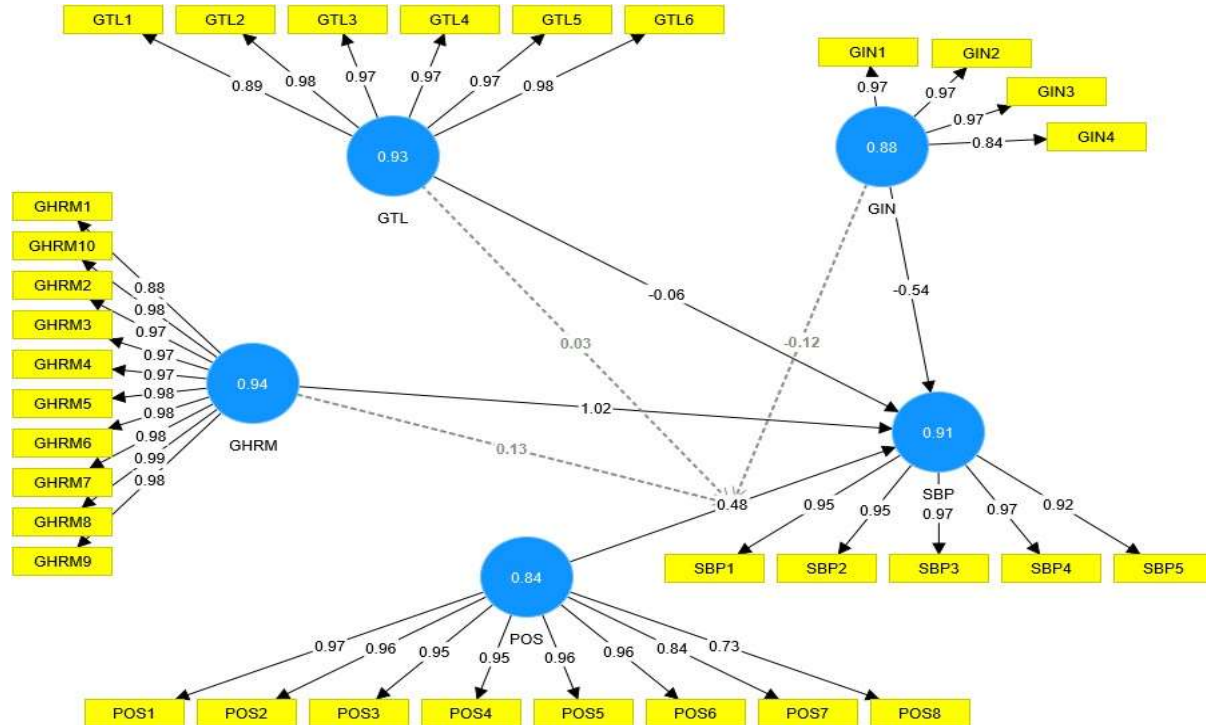 GTL1 GTL2 GTL3 GTL4 GTL5 GTL6
0.89 0.98 0.97 0.97 0.97 0.98
0.93
GTL
GIN1 GIN2
GIN3
GIN4
0.97 0.97 0.97 0.84
0.88
GIN
GHRM1
GHRM10
GHRM2
GHRM3
GHRM4
GHRM5
GHRM6
GHRM7
GHRM8
GHRM9
0.88
0.98
0.97
0.97
0.97
0.98
0.98
0.98
0.99
0.98
0.94
GHRM
-0.06
-0.54
0.03
-0.12
1.02
0.13
0.48
0.91
SBP
0.95 0.95 0.97 0.97 0.92
SBP1 SBP2 SBP3 SBP4 SBP5
0.84
POS
0.97 0.96 0.95 0.95 0.96 0.96 0.84 0.73
POS1 POS2 POS3 POS4 POS5 POS6 POS7 POS8